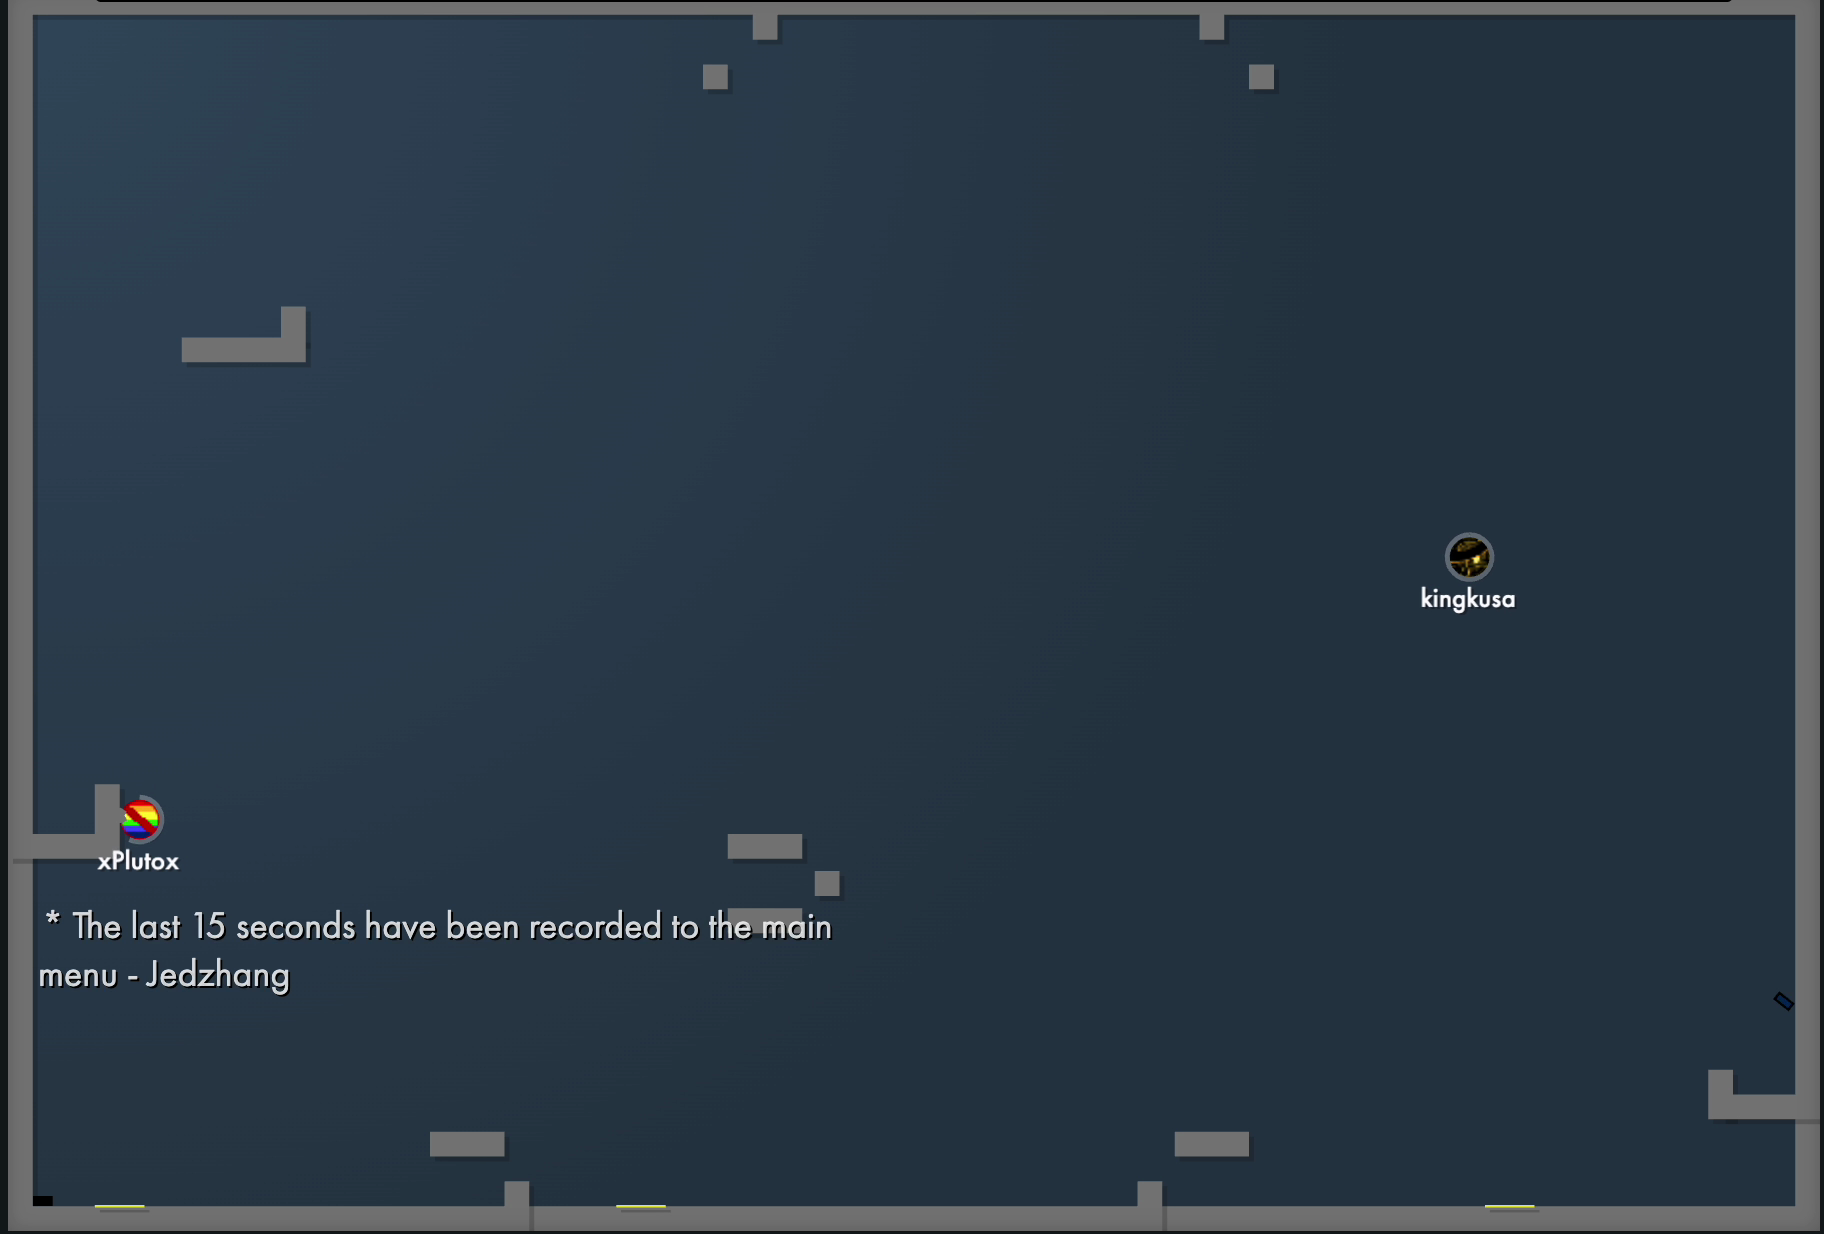 kingkusa
xPlutox
* The last 15 seconds have been recorded to the main
menu - Jedzhang